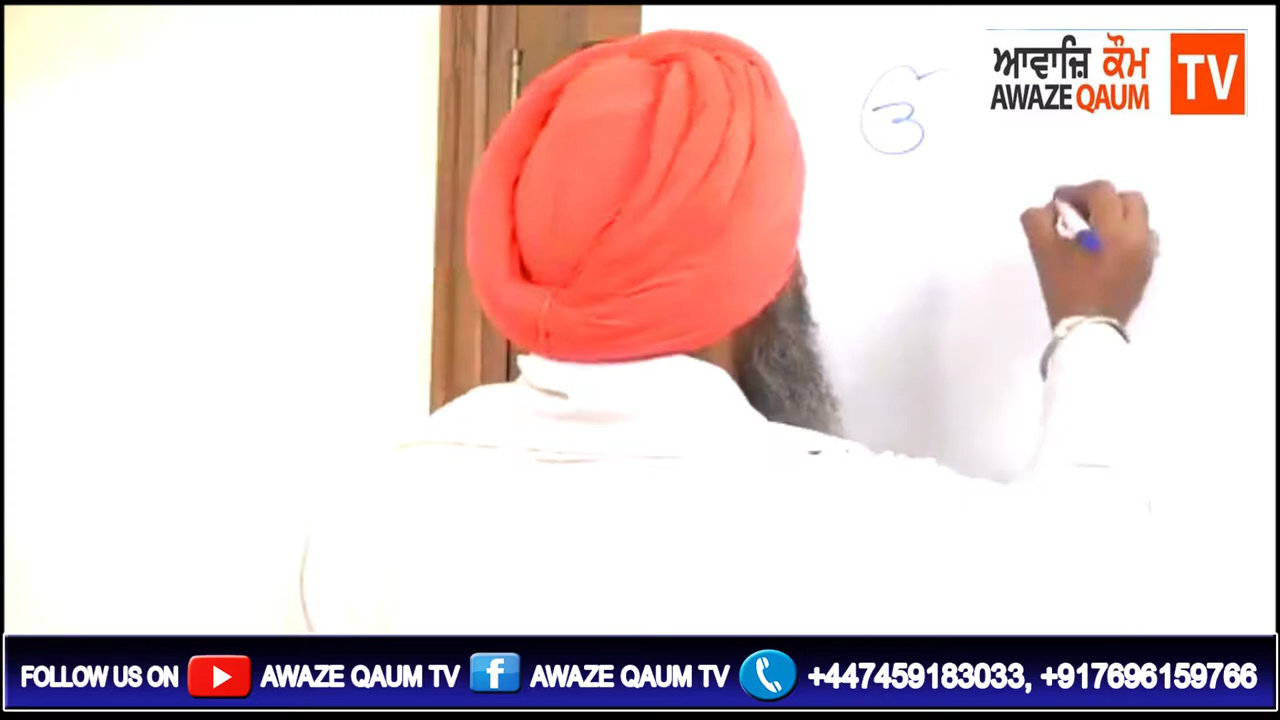 ਆਵਾਜ਼ਿ ਕੌਮ
AWAZE QAUM
TV
FOLLOW US ON AWAZE QAUM TV f AWAZE QAUM TV +447459183033, +917696159766